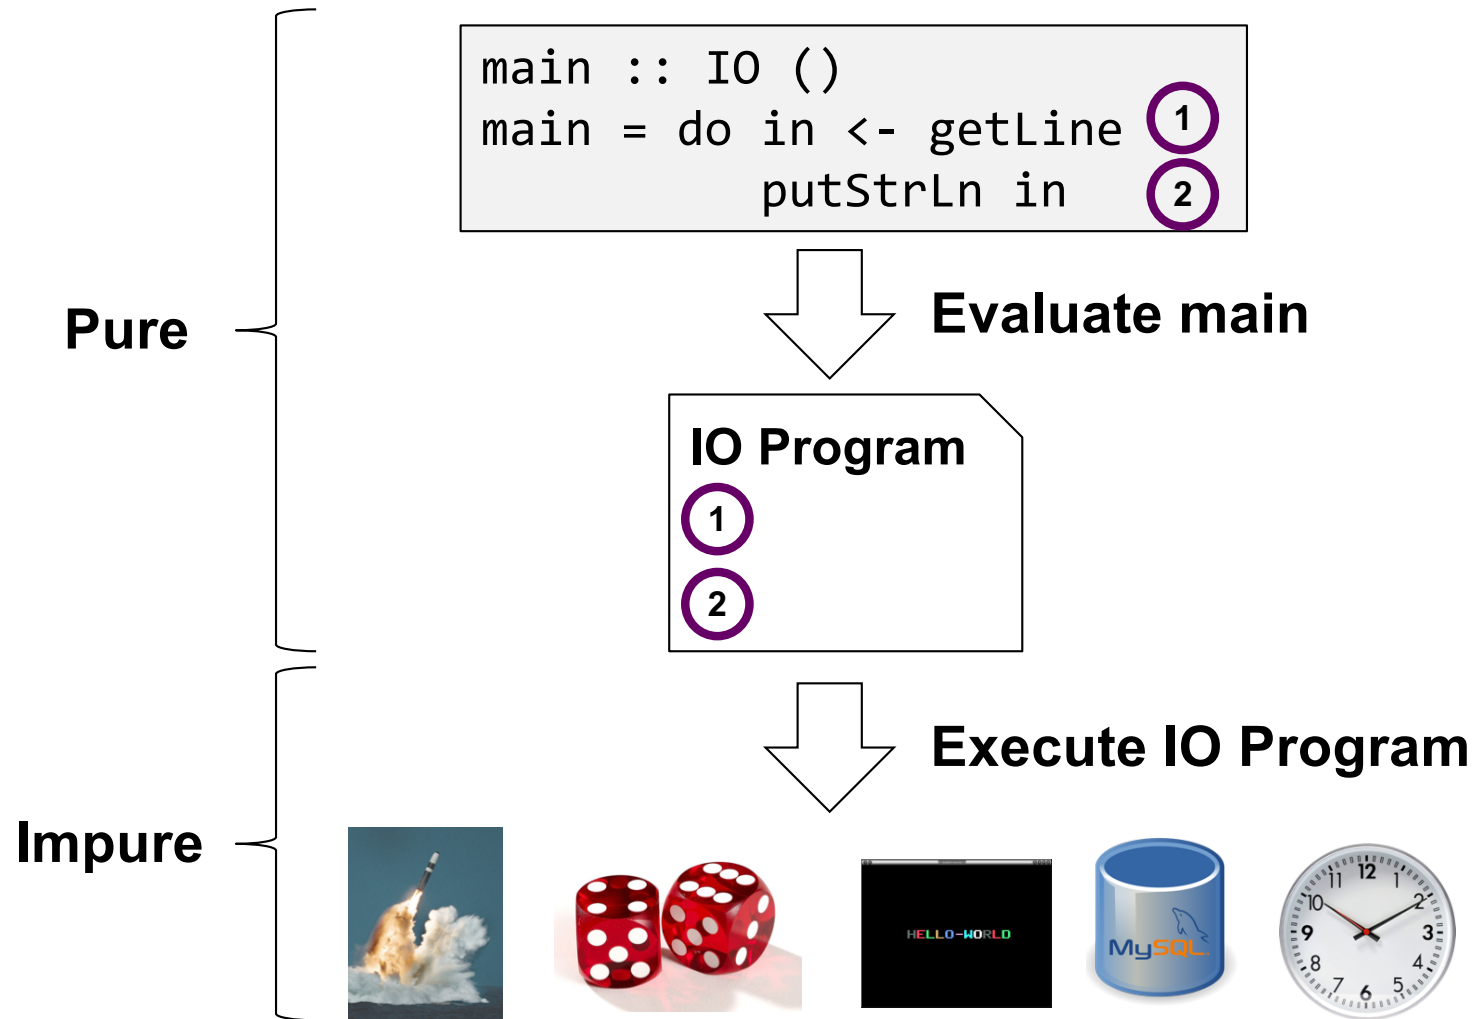 main :: IO ()
main = do in <- getLine
putStrLn in
1
2
Pure
Evaluate main
IO Program
1
2
Execute IO Program
Impure
HELLO-WORLD
MySQL
12
1
2
3
4
5
6
7
8
9
10
11